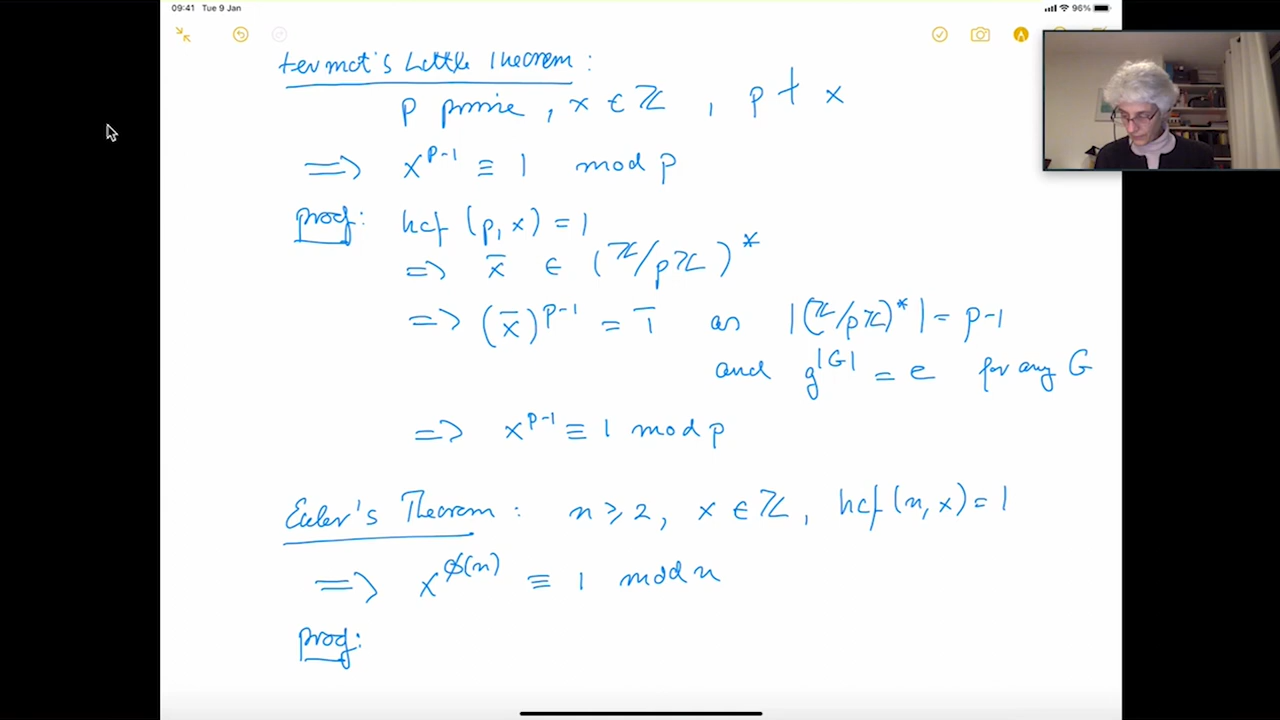 09:41 Tue 9 Jan 96%
Fermat's Little Theorem :
p prime , x ∈ ℤ , p ∤ x
⟹ x^{p-1} ≡ 1 mod p
proof: hcf (p, x) = 1
⟹ x̄ ∈ (ℤ/pℤ)^*
⟹ (x̄)^{p-1} = 1̄ as |(ℤ/pℤ)^*| = p-1
and g^{|G|} = e for any G
⟹ x^{p-1} ≡ 1 mod p
Euler's Theorem : n ⩾ 2, x ∈ ℤ, hcf (n, x) = 1
⟹ x^{ϕ(n)} ≡ 1 mod n
proof: